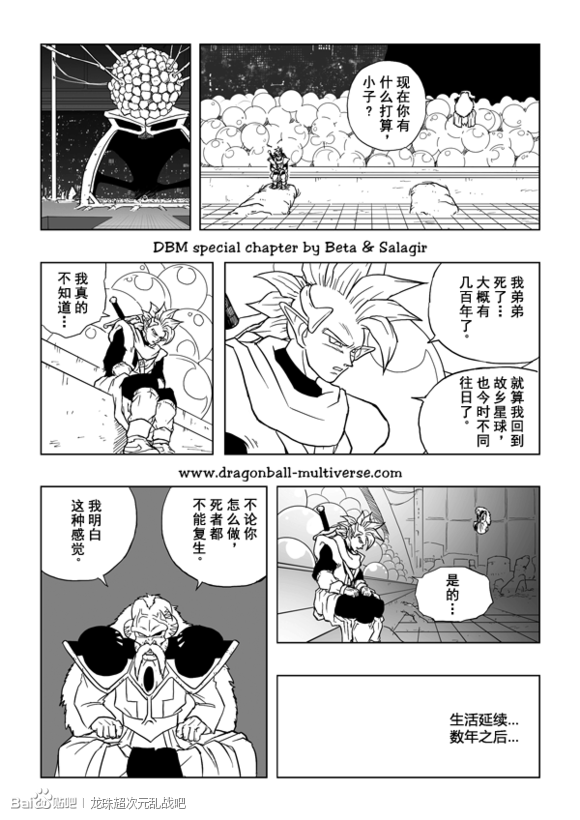 现在你有
什么打算，
小子？
DBM special chapter by Beta & Salagir
我弟弟
死了…
大概有
几百年了。
就算我回到
故乡星球，
也今时不同
往日了。
我真的
不知道…
www.dragonball-multiverse.com
是的…
不论你
怎么做，
死者都
不能复生。
我明白
这种感觉。
生活延续...
数年之后...
Bai du 贴吧 | 龙珠超次元乱战吧